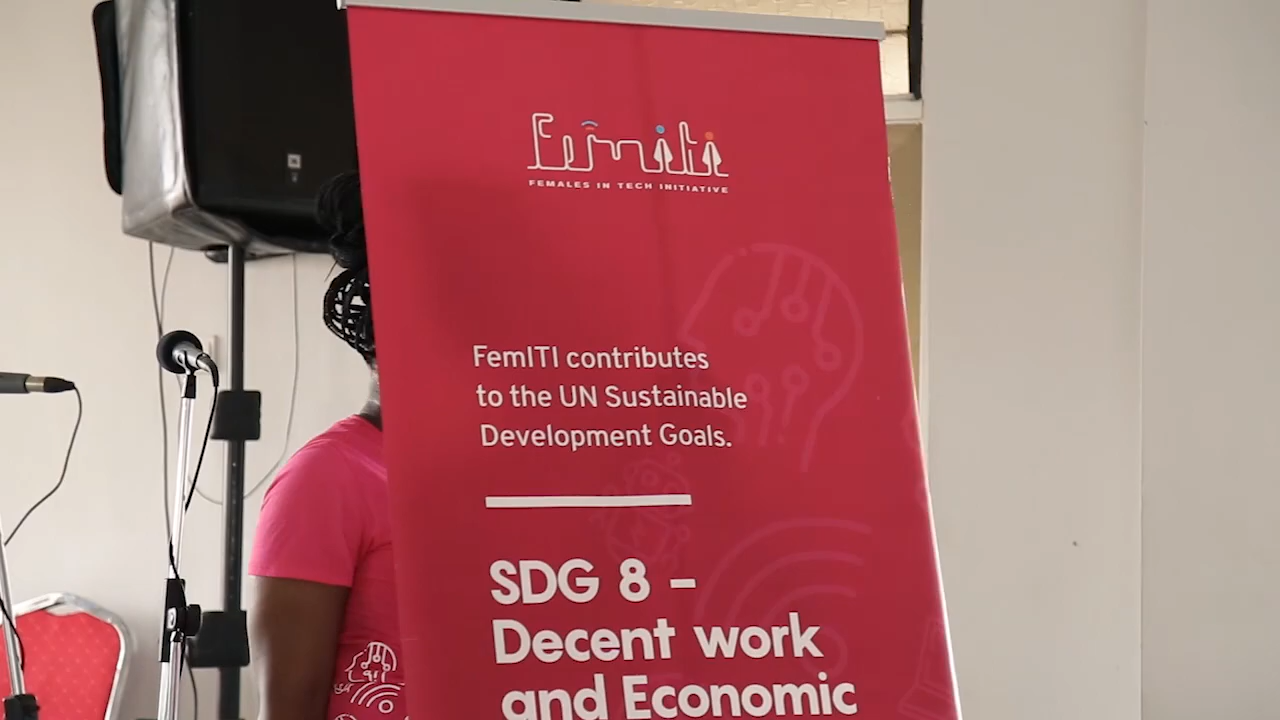 Femiti
FEMALES IN TECH INITIATIVE
FemITI contributes
to the UN Sustainable
Development Goals.
SDG 8 –
Decent work
and Economic